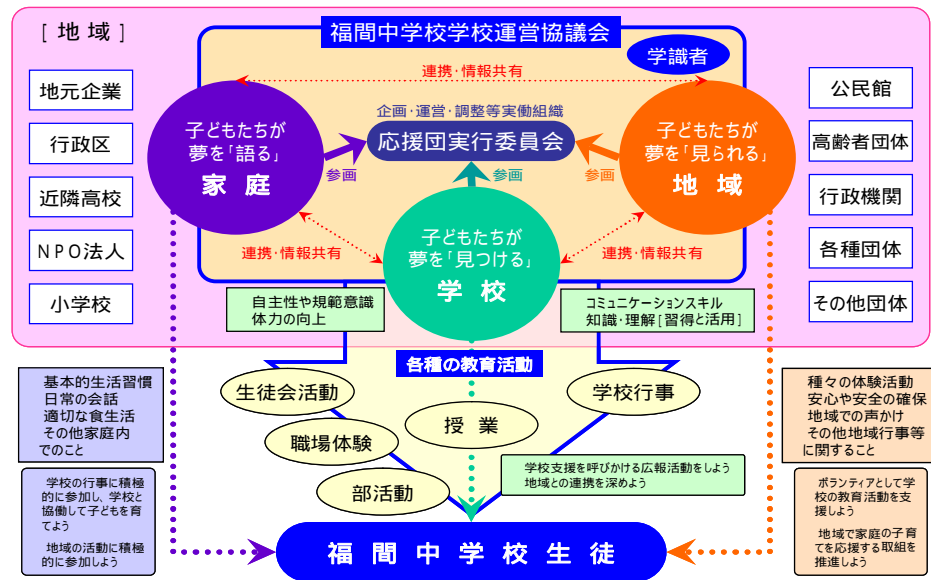 [ 地 域 ]
福間中学校学校運営協議会
学識者
連携・情報共有
地元企業
行政区
近隣高校
NPO法人
小学校
公民館
高齢者団体
行政機関
各種団体
その他団体
子どもたちが
夢を「語る」
家 庭
企画・運営・調整等実働組織
応援団実行委員会
子どもたちが
夢を「見られる」
地 域
参画
参画
参画
子どもたちが
夢を「見つける」
学 校
連携・情報共有
連携・情報共有
自主性や規範意識
体力の向上
コミュニケーションスキル
知識・理解[習得と活用]
各種の教育活動
生徒会活動
学校行事
授 業
職場体験
部活動
基本的生活習慣
日常の会話
適切な食生活
その他家庭内
でのこと
種々の体験活動
安心や安全の確保
地域での声かけ
その他地域行事等
に関すること
学校支援を呼びかける広報活動をしよう
地域との連携を深めよう
学校の行事に積極
的に参加し、学校と
協働して子どもを育
てよう
地域の活動に積極
的に参加しよう
ボランティアとして学
校の教育活動を支
援しよう
地域で家庭の子育
てを応援する取組を
推進しよう
福 間 中 学 校 生 徒